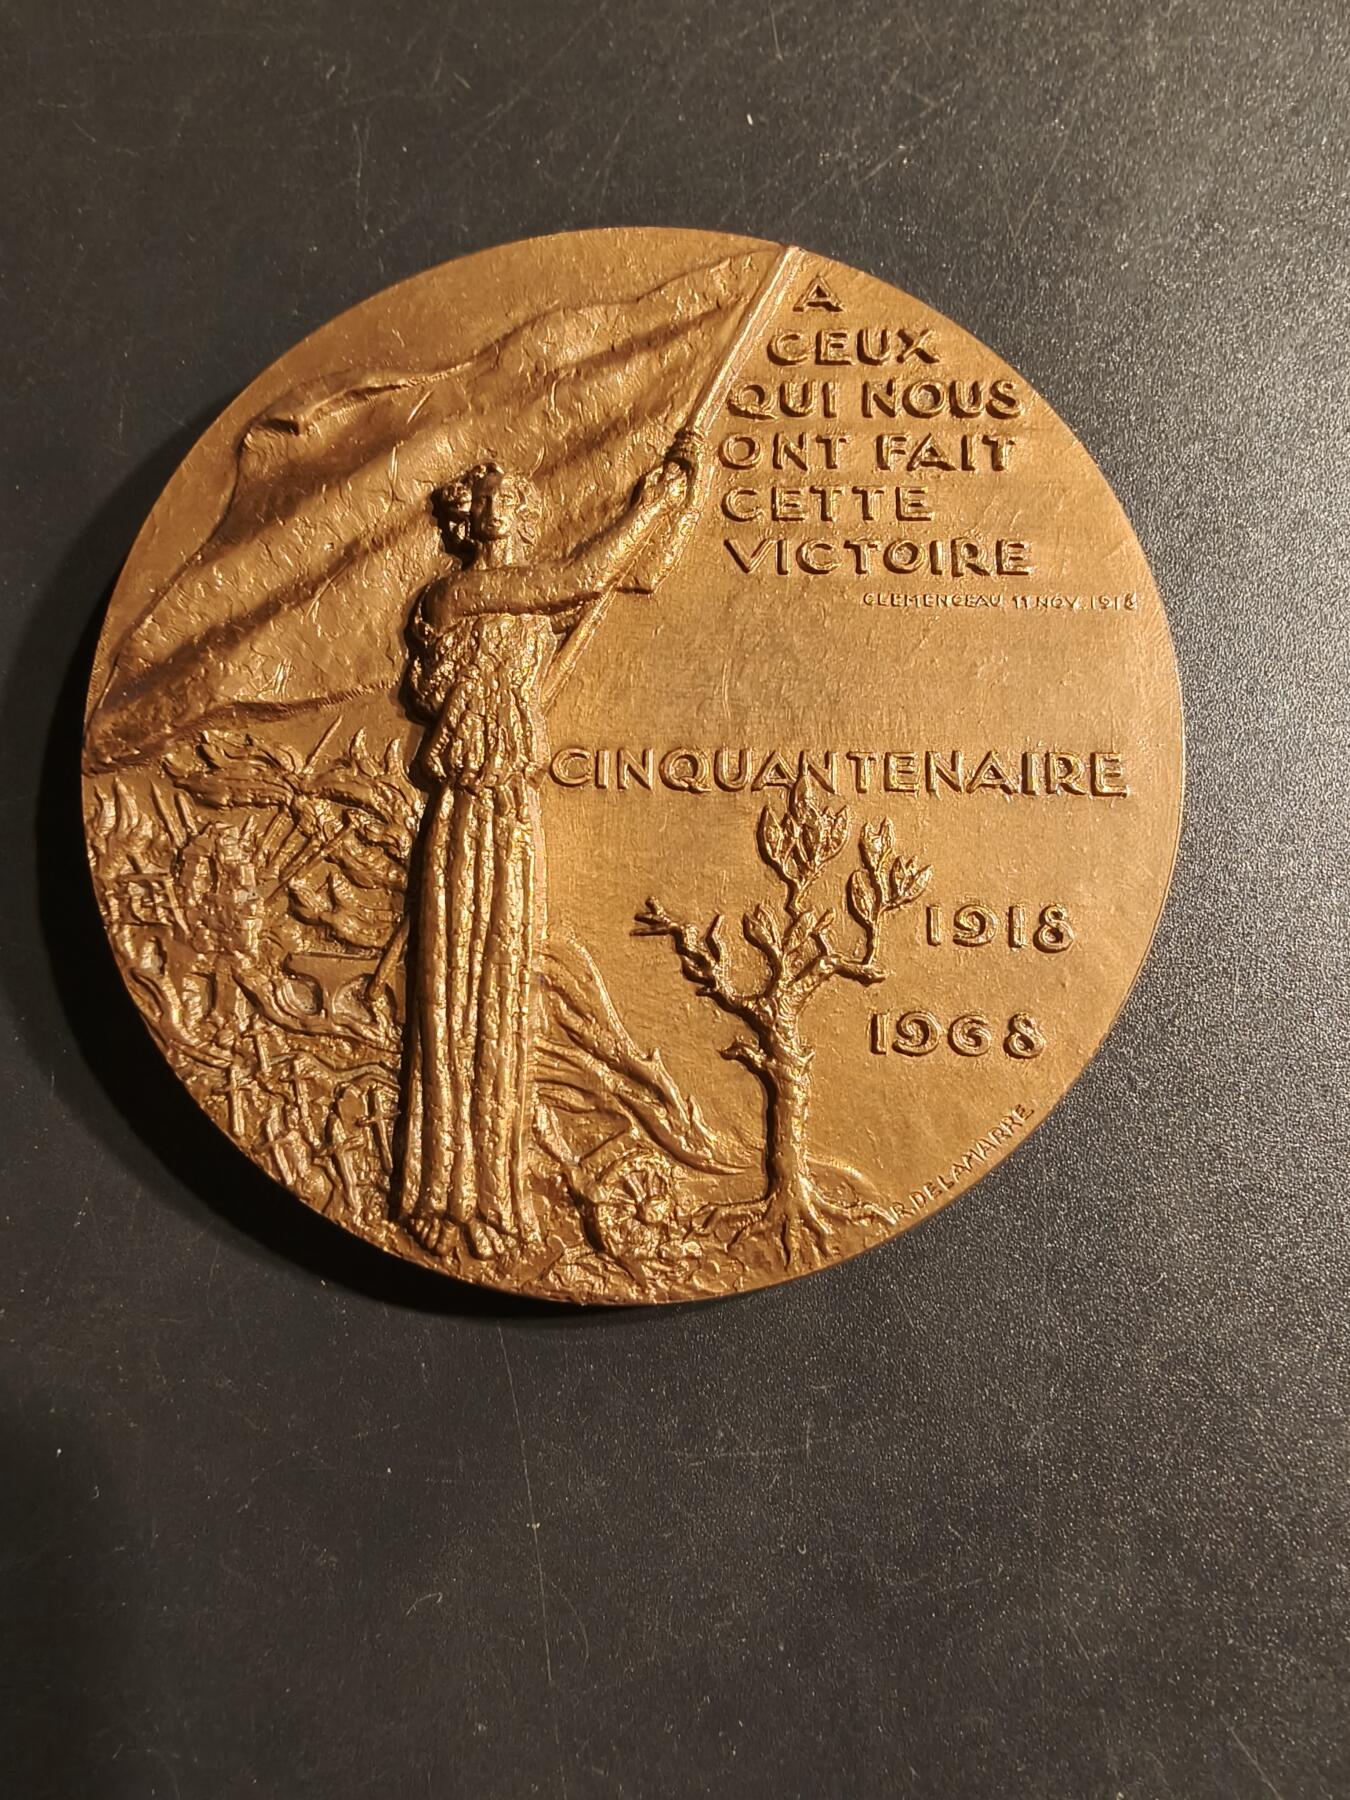 A
CEUX
QUI NOUS
ONT FAIT
CETTE
VICTOIRE
CLEMENCEAU 11 NOV. 1918
CINQUANTENAIRE
1918
1968
R. DELAMARRE